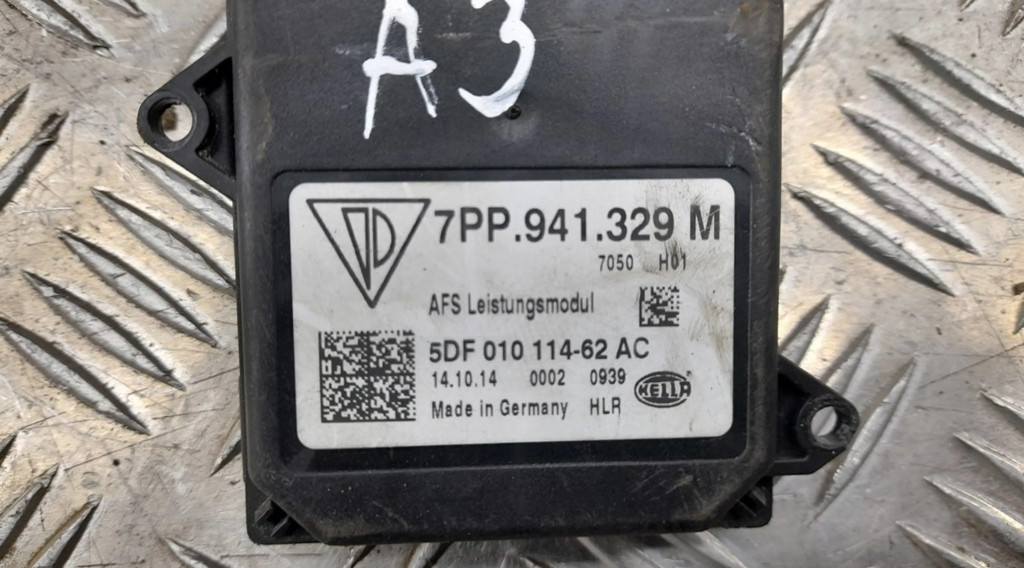 A3
7PP.941.329 M
7050 H01
AFS Leistungsmodul
5DF 010 114-62 AC
14.10.14 0002 0939
Made in Germany HLR HELLA ®